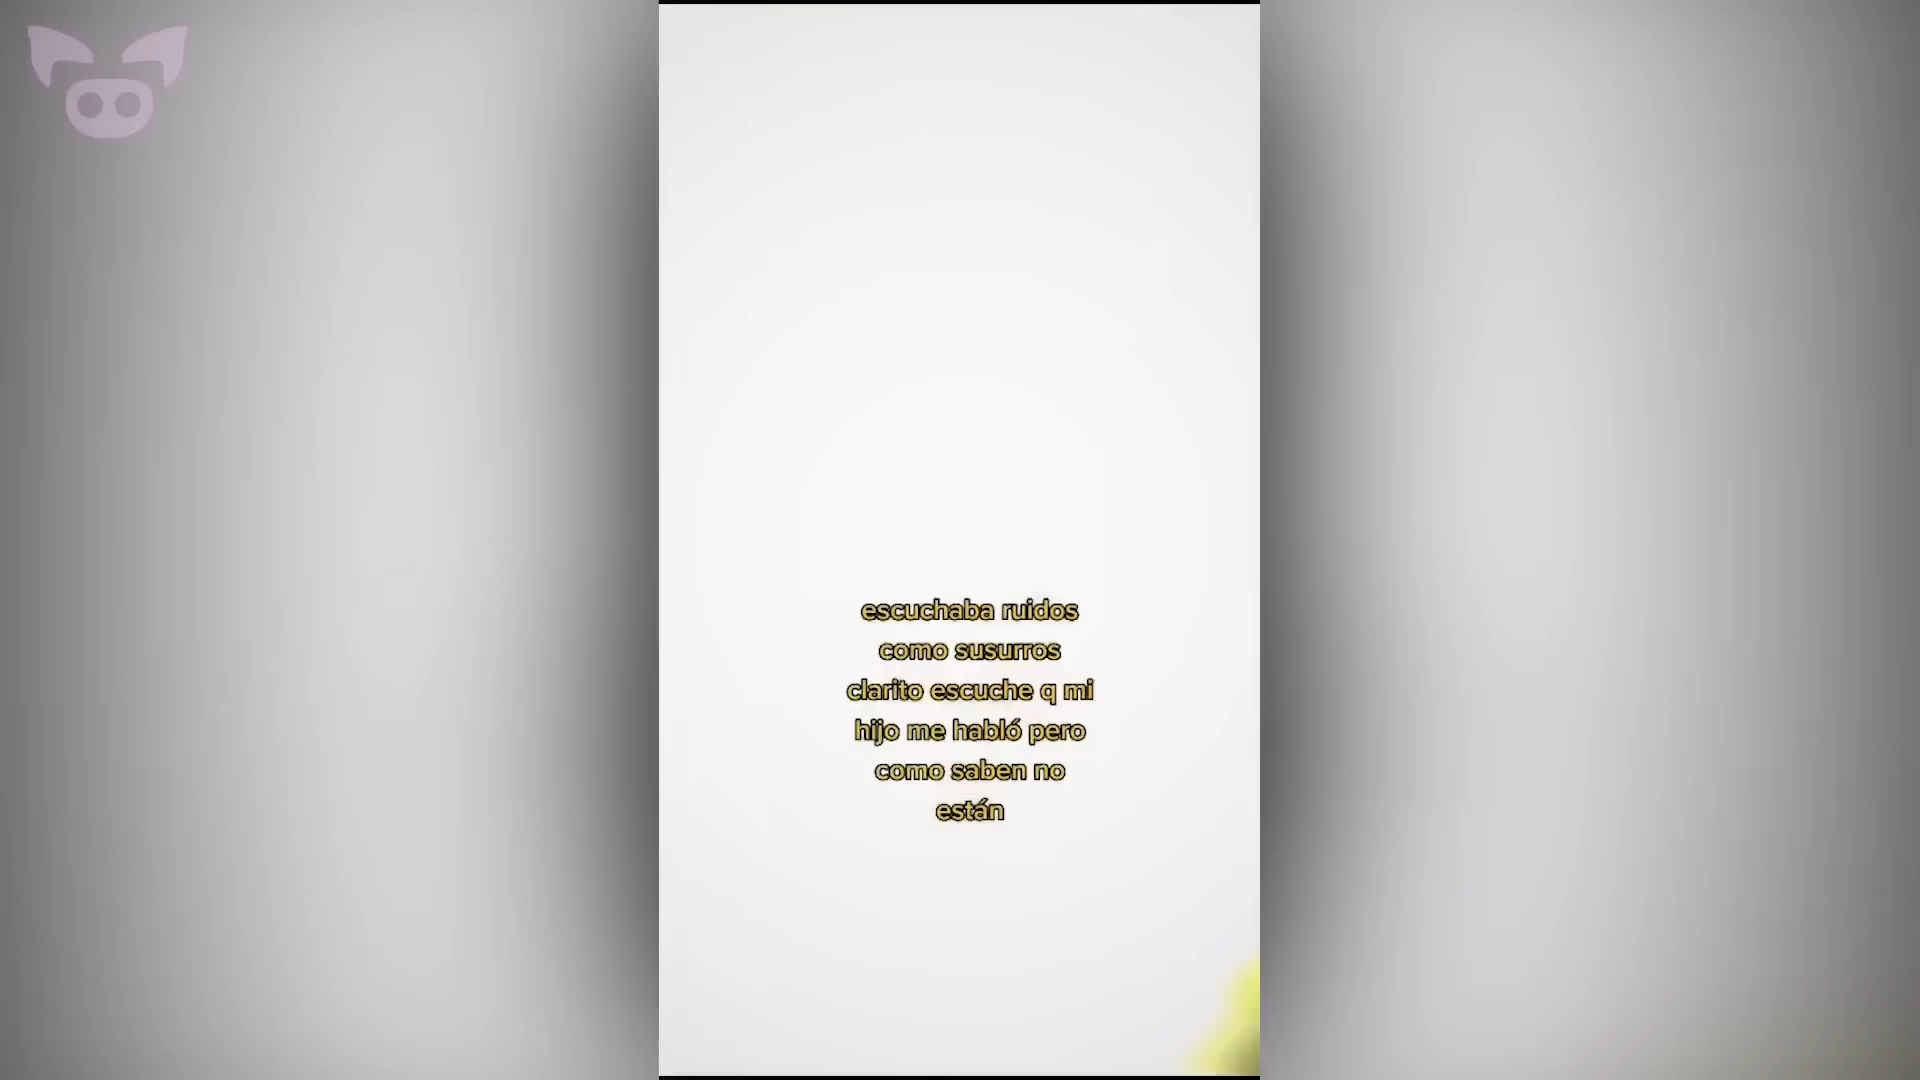 escuchaba ruidos
como susurros
clarito escuche q mi
hijo me habló pero
como saben no
están